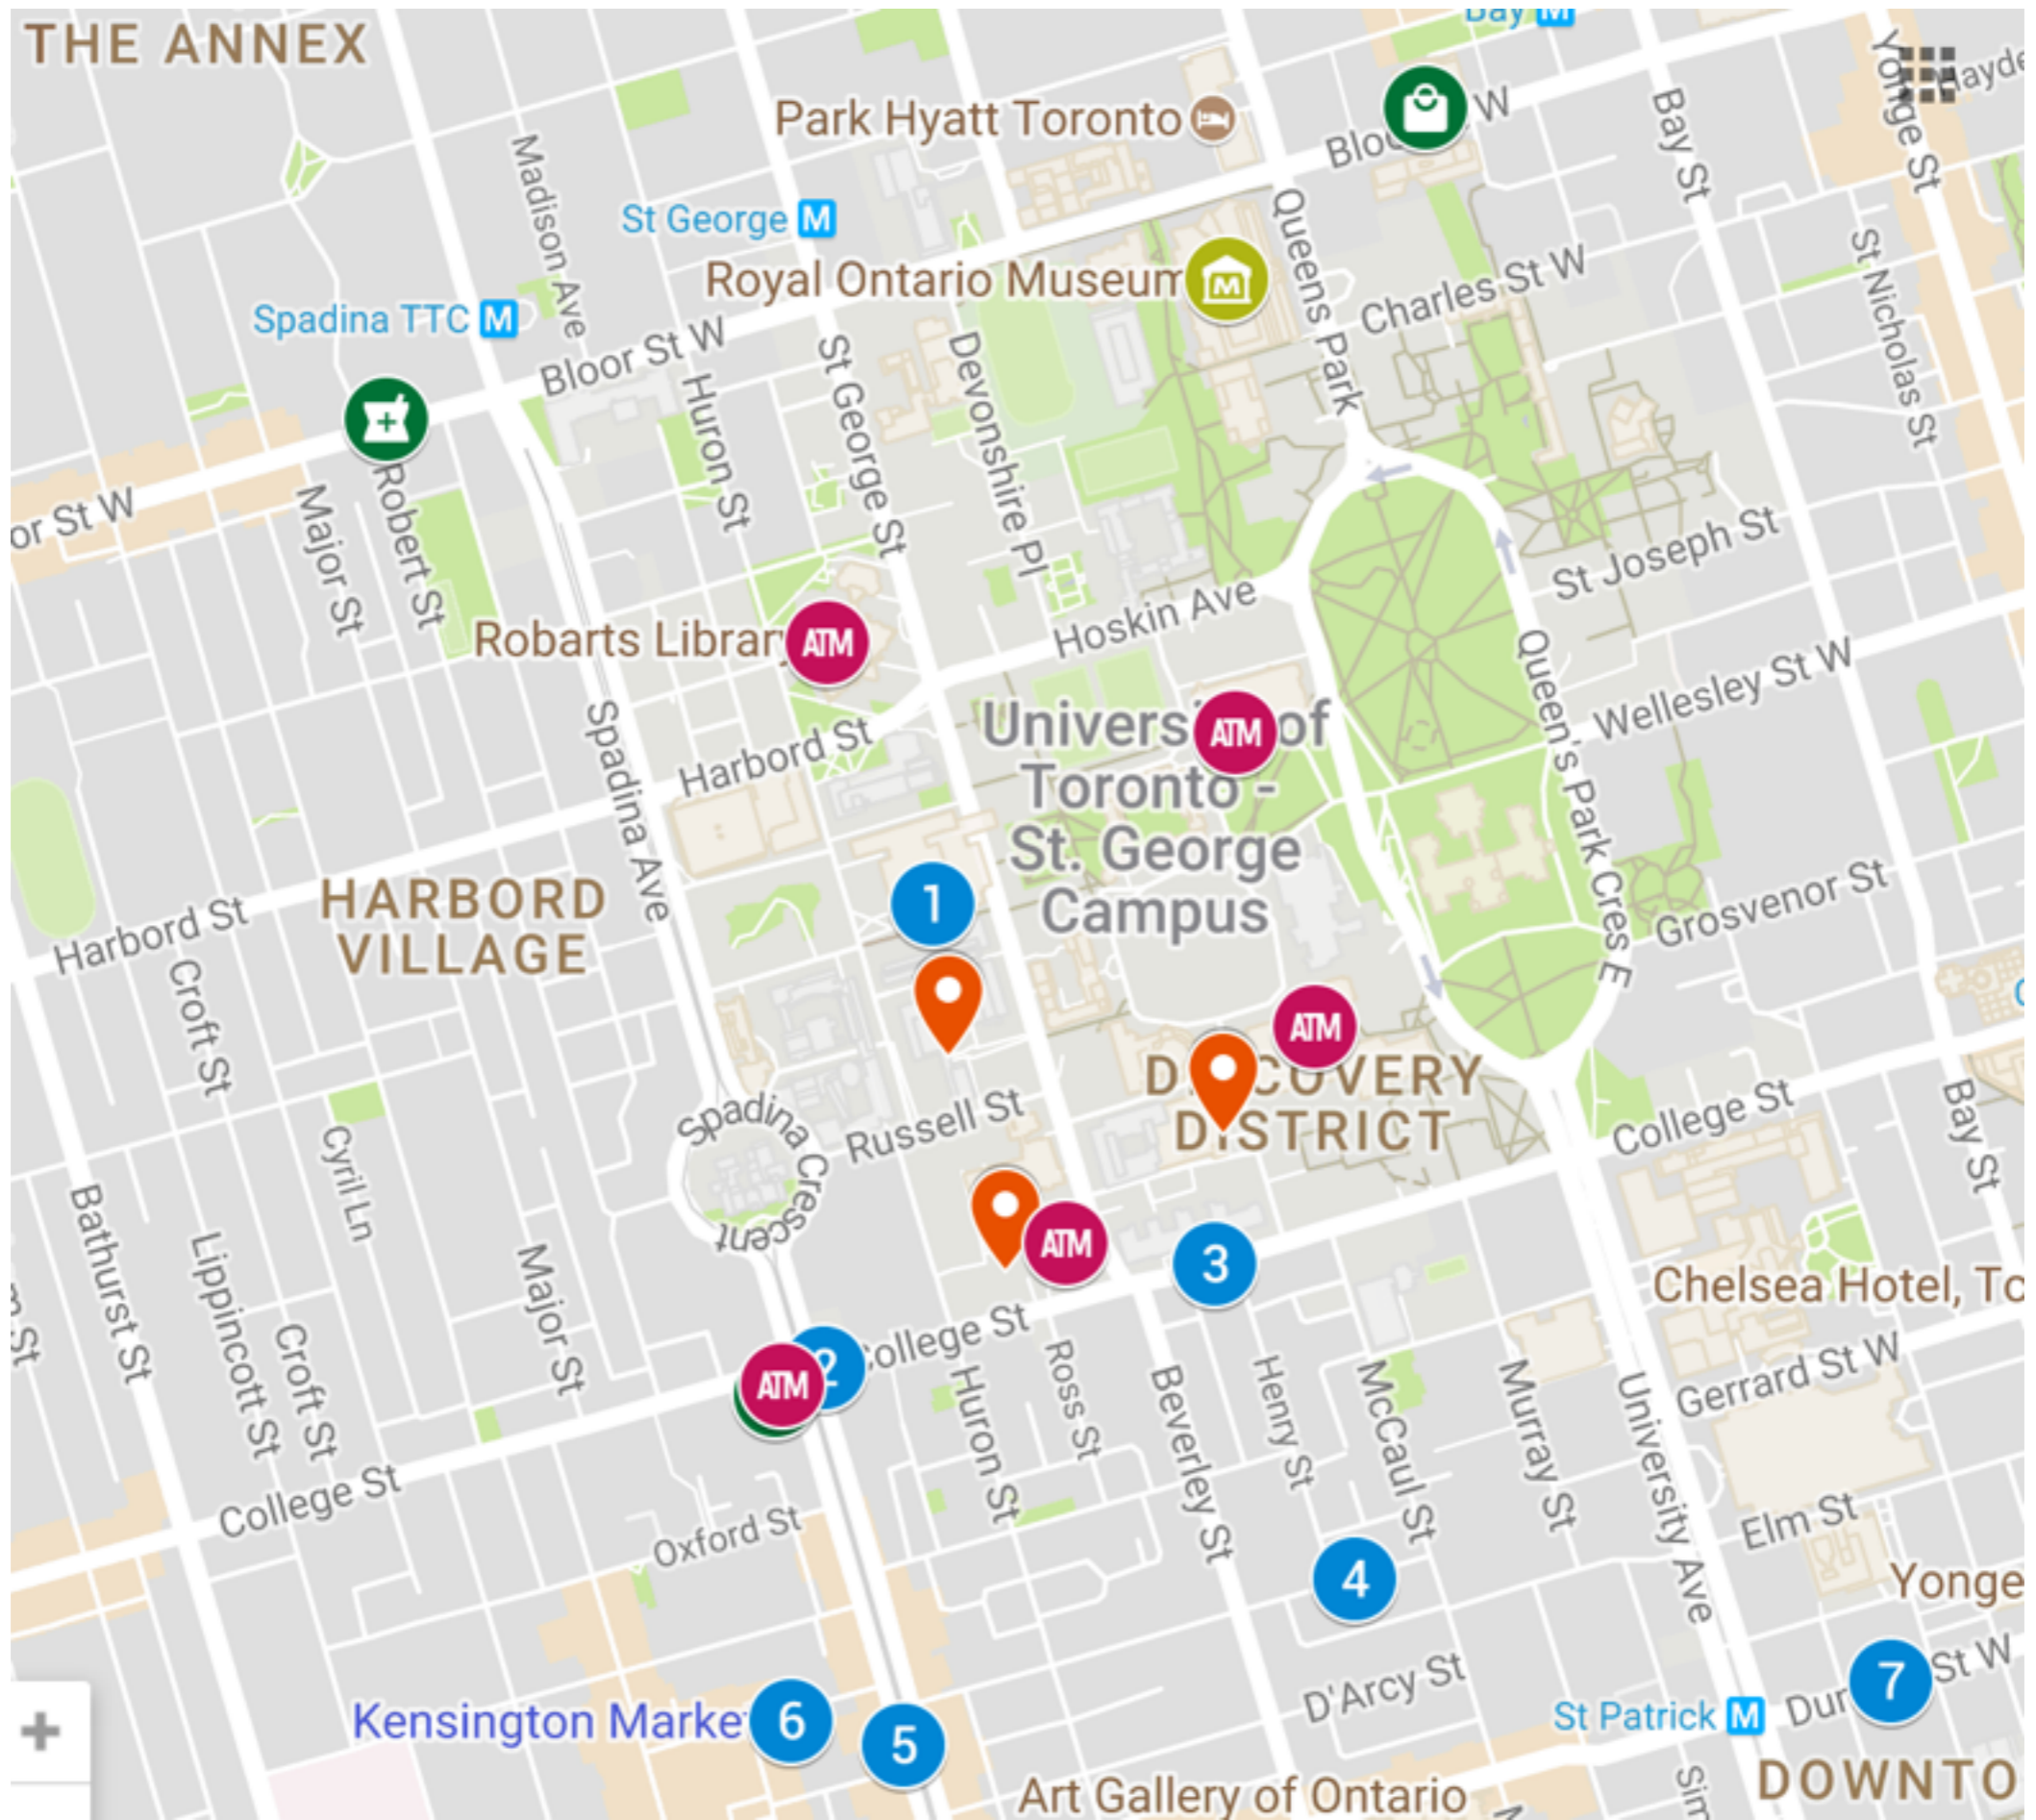 THE ANNEX
Bay M
Yonge St
Park Hyatt Toronto
Bay St
W
St George M
Madison Ave
Queens Park
Royal Ontario Museum
M
Charles St W
St Nicholas St
Spadina TTC M
Bloor St W
Huron St
St George St
Devonshire Pl
or St W
Major St
Robert St
St Joseph St
Hoskin Ave
Robarts Library
ATM
Queen's Park Cres E
Wellesley St W
Spadina Ave
Harbord St
University of
Toronto -
St. George
Campus
ATM
HARBORD
VILLAGE
1
Grosvenor St
Harbord St
Croft St
ATM
DISCOVERY
DISTRICT
Spadina Crescent
Russell St
College St
Bay St
Cyril Ln
Bathurst St
Lippincott St
Croft St
Major St
ATM
3
Chelsea Hotel, To
ATM
2
College St
Huron St
Ross St
Beverley St
Henry St
McCaul St
Murray St
University Ave
Gerrard St W
College St
Oxford St
Elm St
4
Yonge
D'Arcy St
Kensington Market
6
5
St Patrick M
7
St W
+
Art Gallery of Ontario
DOWNTO